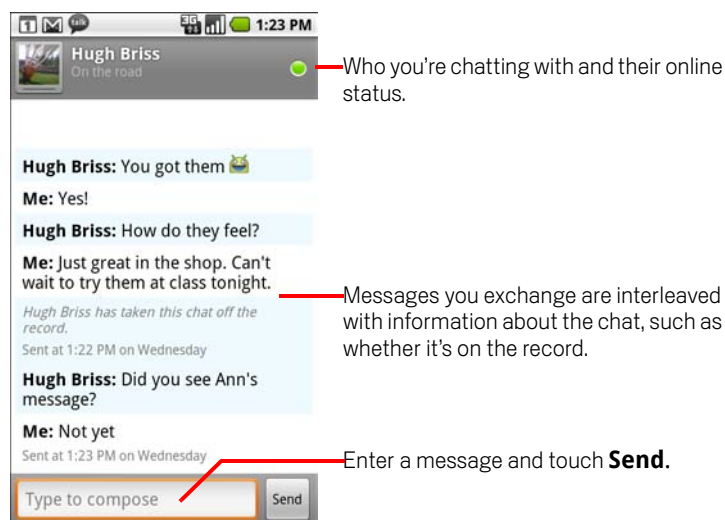 1 talk 3G 1:23 PM
Hugh Briss
On the road
Who you're chatting with and their online
status.
Hugh Briss: You got them
Me: Yes!
Hugh Briss: How do they feel?
Me: Just great in the shop. Can't
wait to try them at class tonight.
Messages you exchange are interleaved
with information about the chat, such as
whether it's on the record.
Hugh Briss has taken this chat off the
record.
Sent at 1:22 PM on Wednesday
Hugh Briss: Did you see Ann's
message?
Me: Not yet
Sent at 1:23 PM on Wednesday
Enter a message and touch Send.
Type to compose
Send